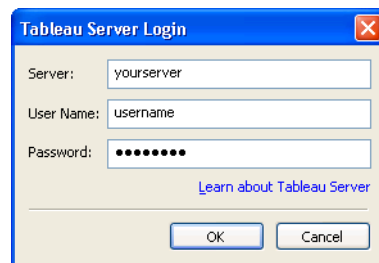 Tableau Server Login
Server: yourserver
User Name: username
Password: ●●●●●●●●
Learn about Tableau Server
OK Cancel